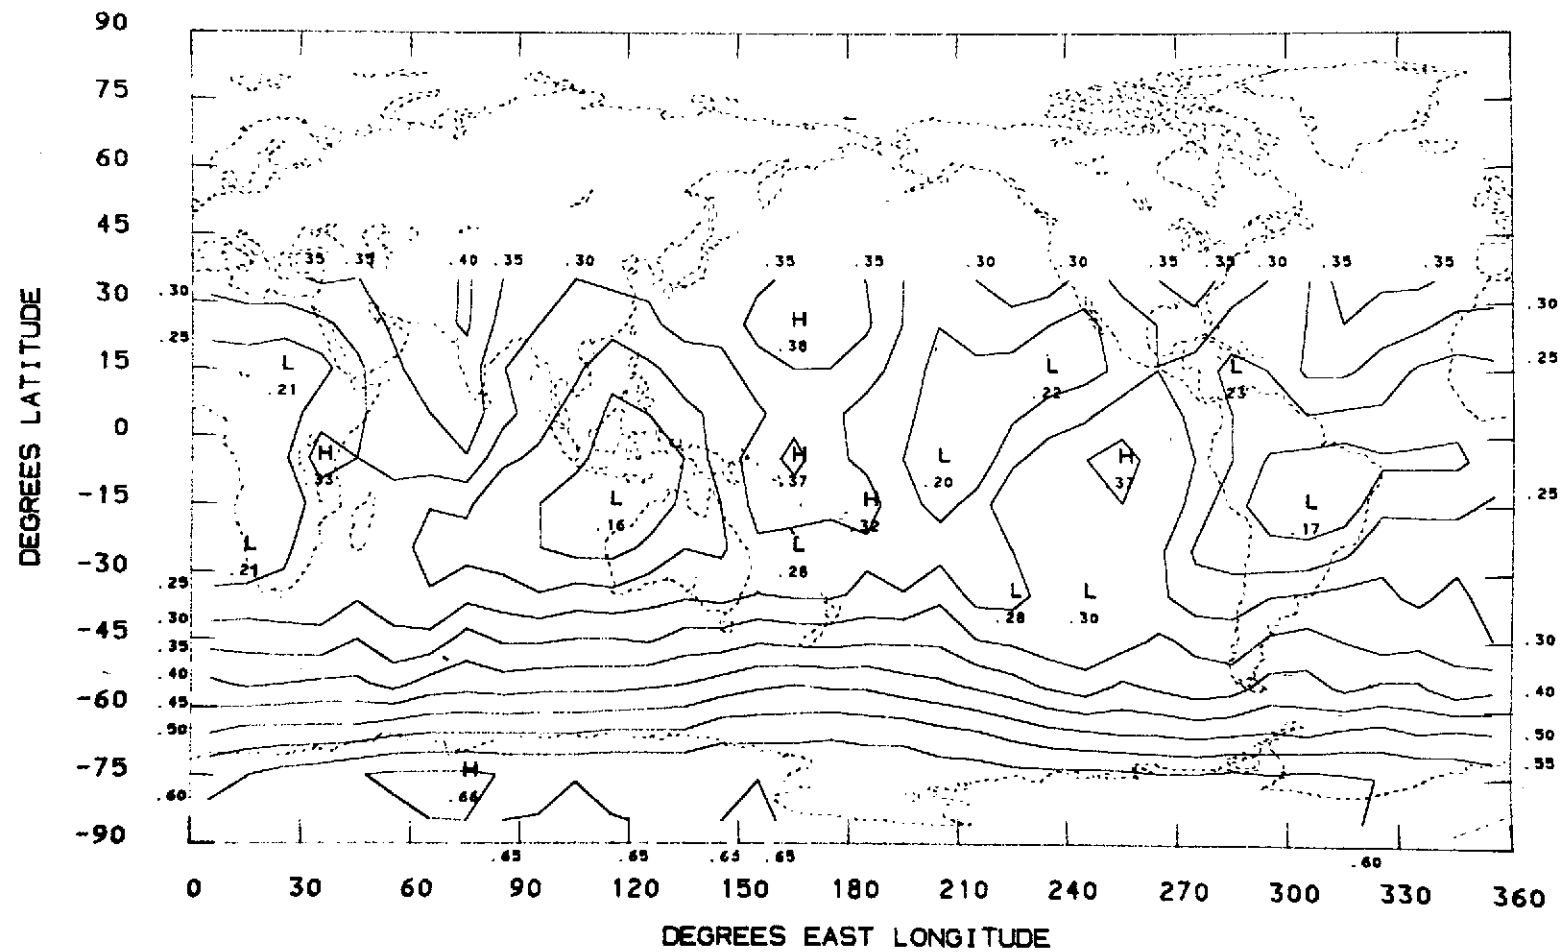 90
75
60
45
.35 .35 .40 .35 .30 .35 .35 .30 .30 .35 .35 .30 .35 .35
30 .30 .30
H
.38
.25 .25
15
L L L
.21 .22 .23
0
H H L H
.33 .37 .20 .37
-15 .25
L H L
.16 .32 .17
L L
.21 .26
-30
.25
L L
.28 .30
.30
-45 .30
.35
.40 .40
-60 .45
.50 .50
-75 .55
H
.66
.60
-90
.65 .65 .65 .65 .60
0 30 60 90 120 150 180 210 240 270 300 330 360
DEGREES LATITUDE
DEGREES EAST LONGITUDE